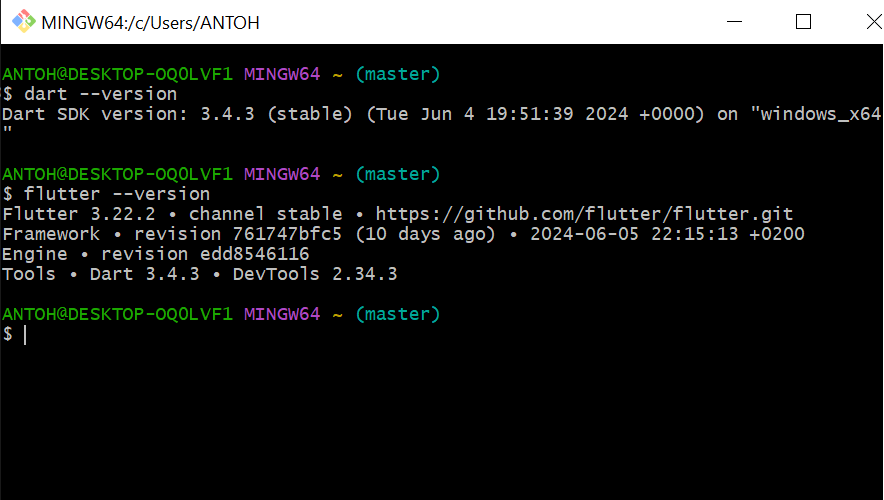 MINGW64:/c/Users/ANTOH
ANTOH@DESKTOP-OQ0LVF1 MINGW64 ~ (master)
$ dart --version
Dart SDK version: 3.4.3 (stable) (Tue Jun 4 19:51:39 2024 +0000) on "windows_x64
"
ANTOH@DESKTOP-OQ0LVF1 MINGW64 ~ (master)
$ flutter --version
Flutter 3.22.2 • channel stable • https://github.com/flutter/flutter.git
Framework • revision 761747bfc5 (10 days ago) • 2024-06-05 22:15:13 +0200
Engine • revision edd8546116
Tools • Dart 3.4.3 • DevTools 2.34.3
ANTOH@DESKTOP-OQ0LVF1 MINGW64 ~ (master)
$